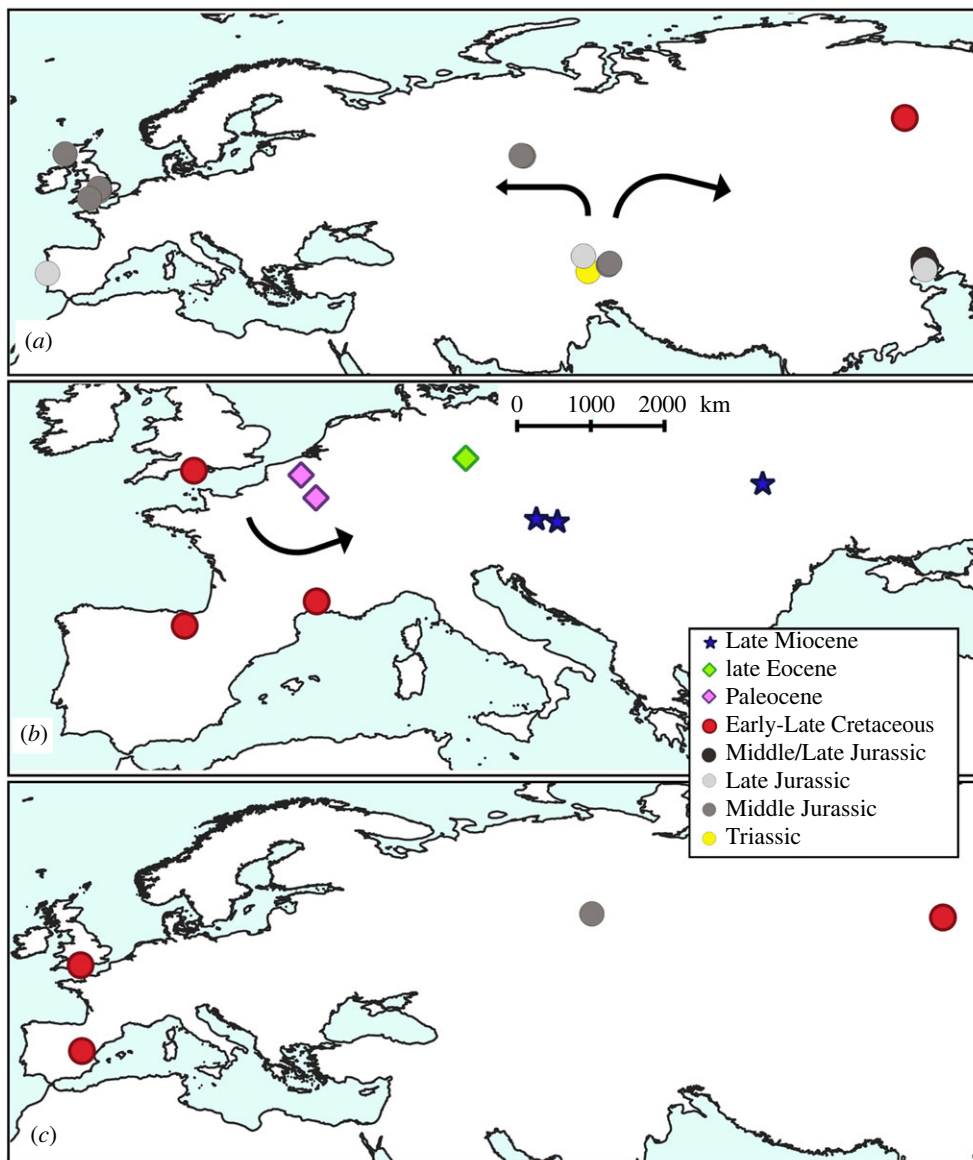 (a)
0 1000 2000 km
Late Miocene
late Eocene
Paleocene
Early-Late Cretaceous
Middle/Late Jurassic
Late Jurassic
Middle Jurassic
Triassic
(b)
(c)